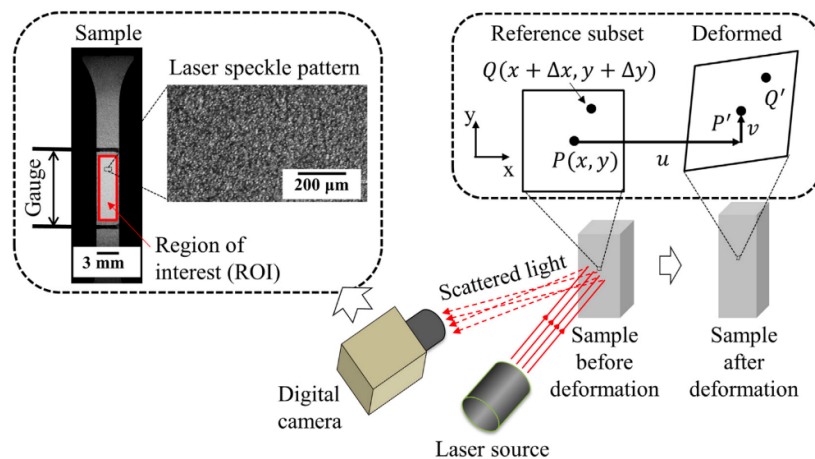 Sample
Laser speckle pattern
200 μm
Gauge
Region of
interest (ROI)
3 mm
Reference subset
Deformed
Q(x + Δx, y + Δy)
Q′
P′
v
y
x
P(x, y)
u
Scattered light
Digital
camera
Laser source
Sample
before
deformation
Sample
after
deformation